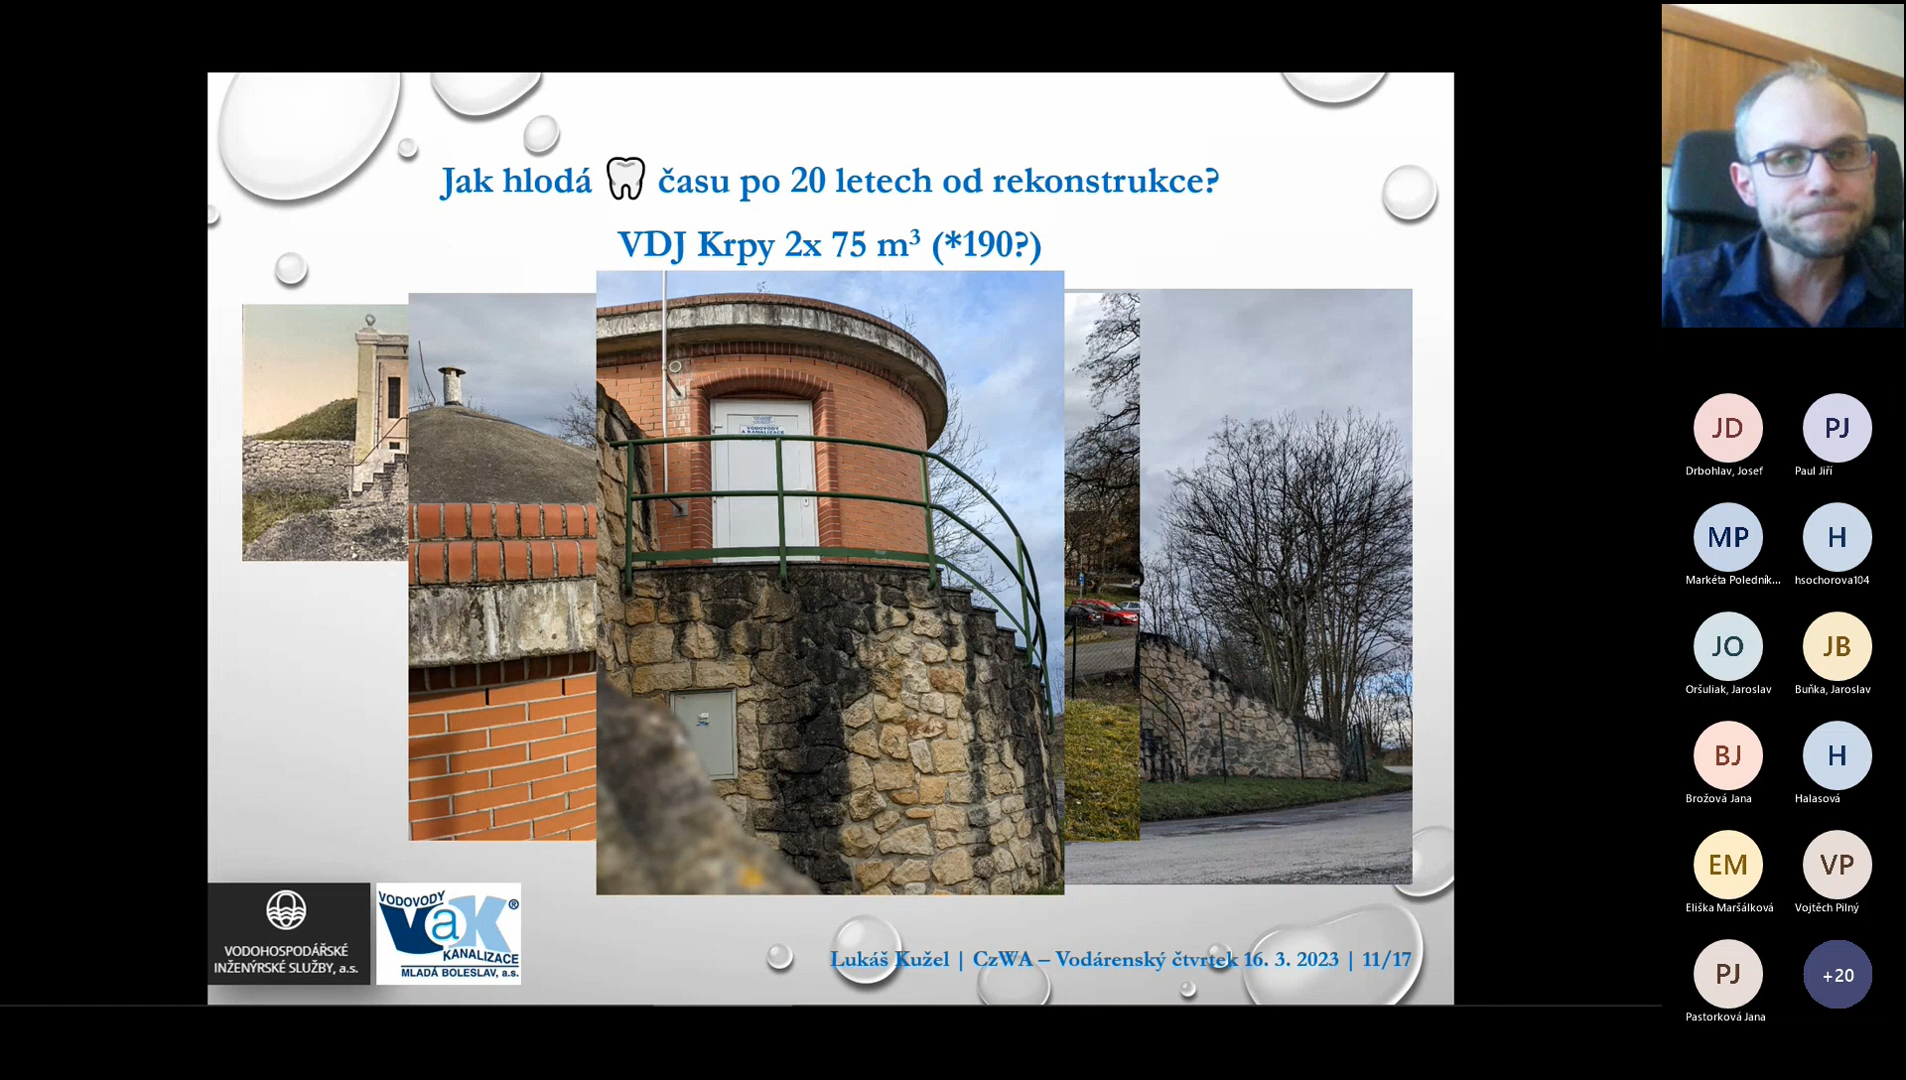 Jak hlodá času po 20 letech od rekonstrukce?
VDJ Krpy 2x 75 m³ (*190?)
VODOVODY
A KANALIZACE
VODOHOSPODÁŘSKÉ
INŽENÝRSKÉ SLUŽBY, a.s.
VODOVODY
VaK®
KANALIZACE
MLADÁ BOLESLAV, a.s.
Lukáš Kužel | CzWA – Vodárenský čtvrtek 16. 3. 2023 | 11/17
JD
Drbohlav, Josef
PJ
Paul Jiří
MP
Markéta Poledník...
H
hsochorova104
JO
Oršuliak, Jaroslav
JB
Buňka, Jaroslav
BJ
Brožová Jana
H
Halasová
EM
Eliška Maršálková
VP
Vojtěch Pilný
PJ
Pastorková Jana
+20